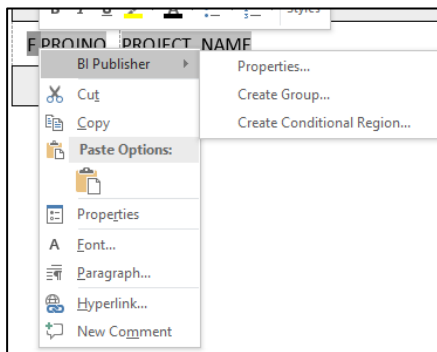 B I U A Styles
F PROJNO PROJECT_NAME
BI Publisher
Properties...
Create Group...
Create Conditional Region...
Cut
Copy
Paste Options:
Properties
Font...
Paragraph...
Hyperlink...
New Comment